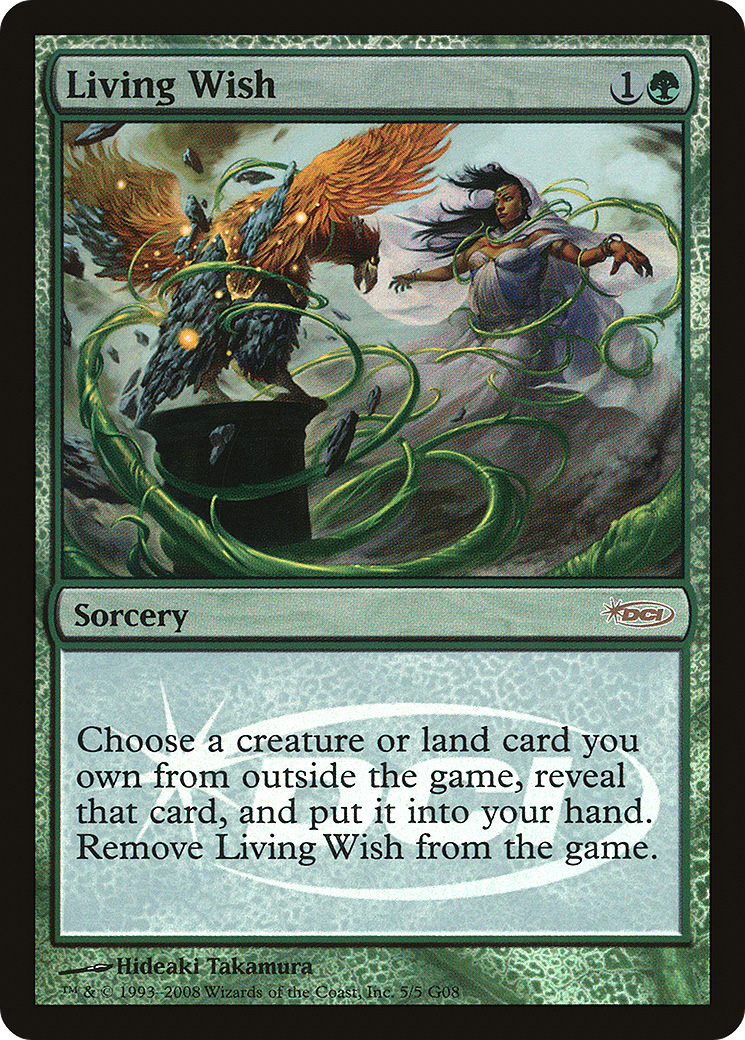 Living Wish 1
Sorcery DCI
DCI
Choose a creature or land card you
own from outside the game, reveal
that card, and put it into your hand.
Remove Living Wish from the game.
Hideaki Takamura
™ & © 1993–2008 Wizards of the Coast, Inc. 5/5 G08